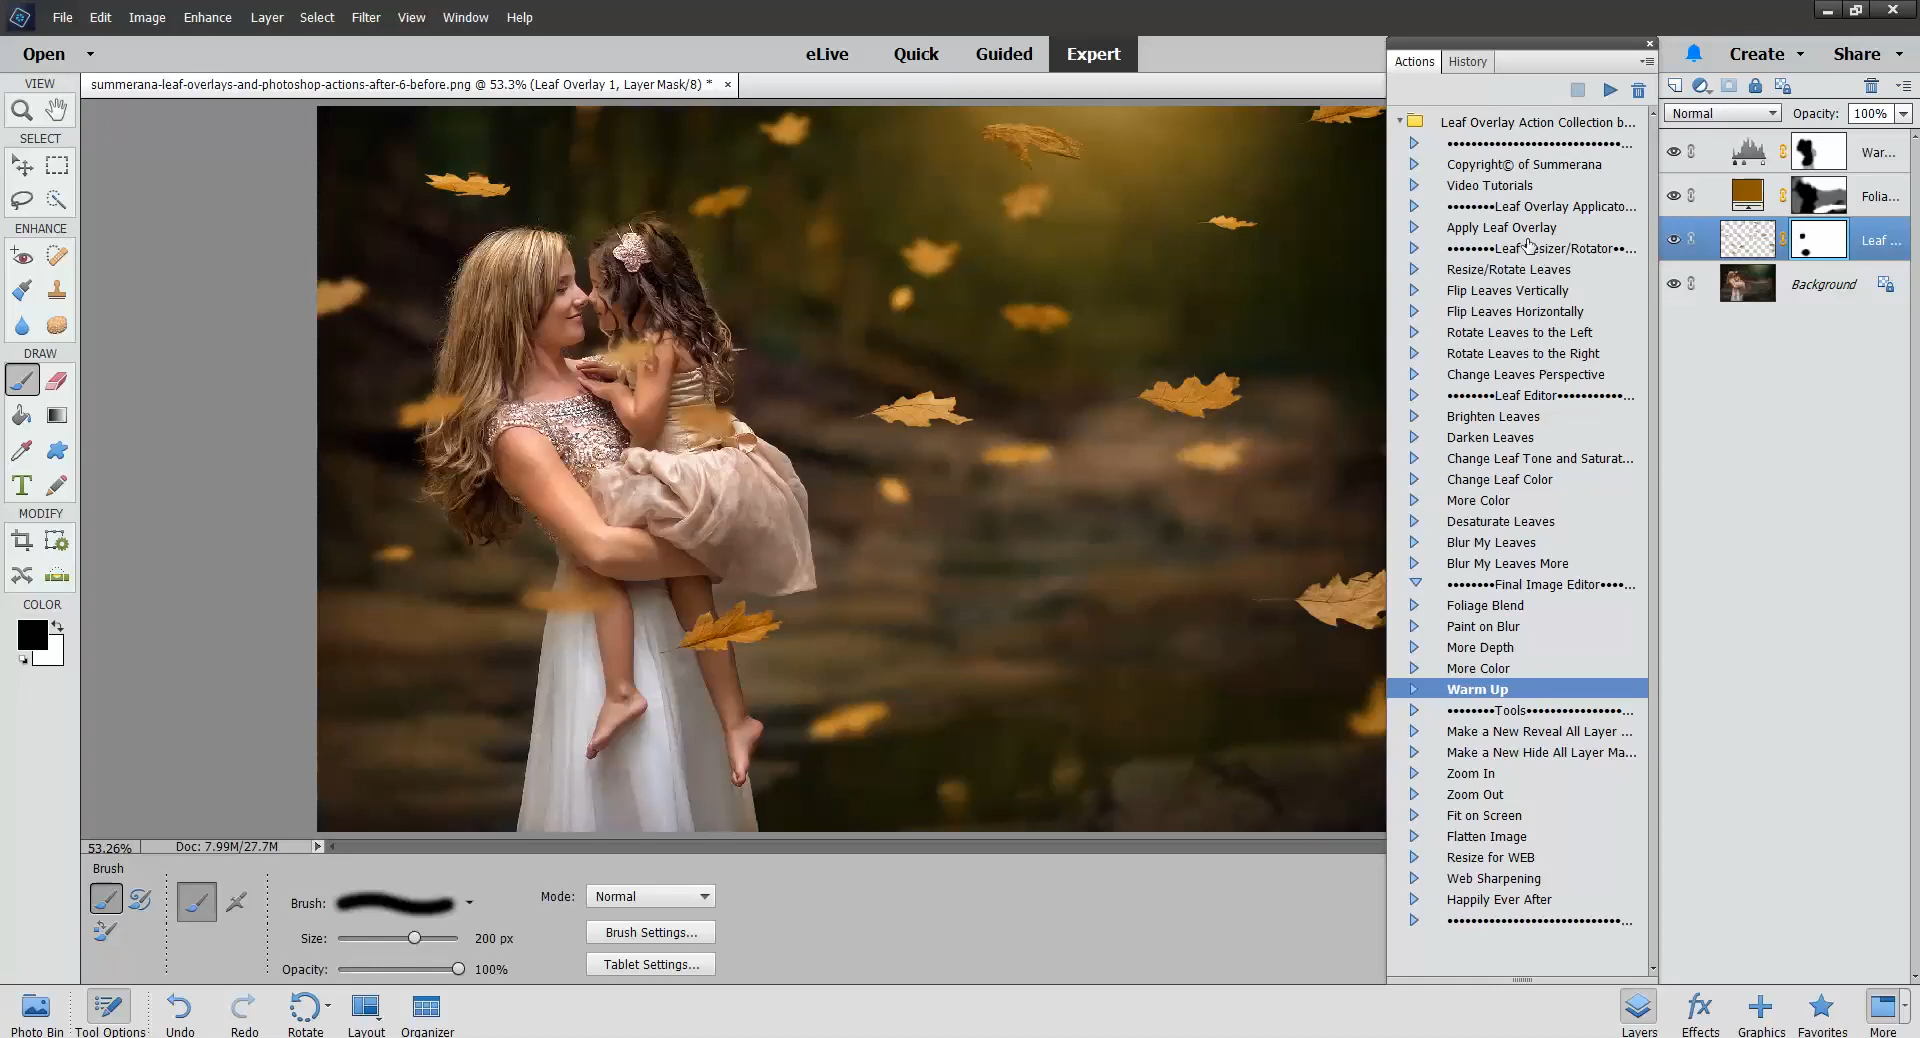 File Edit Image Enhance Layer Select Filter View Window Help
Open eLive Quick Guided Expert Create Share
summerana-leaf-overlays-and-photoshop-actions-after-6-before.png @ 53.3% (Leaf Overlay 1, Layer Mask/8) *
VIEW
SELECT
ENHANCE
DRAW
T
MODIFY
COLOR
Actions History
Leaf Overlay Action Collection b...
••••••••••••••••••••••••••••...
Copyright© of Summerana
Video Tutorials
••••••••Leaf Overlay Applicato...
Apply Leaf Overlay
••••••••Leaf esizer/Rotator••...
Resize/Rotate Leaves
Flip Leaves Vertically
Flip Leaves Horizontally
Rotate Leaves to the Left
Rotate Leaves to the Right
Change Leaves Perspective
••••••••Leaf Editor•••••••••••...
Brighten Leaves
Darken Leaves
Change Leaf Tone and Saturat...
Change Leaf Color
More Color
Desaturate Leaves
Blur My Leaves
Blur My Leaves More
••••••••Final Image Editor••••...
Foliage Blend
Paint on Blur
More Depth
More Color
Warm Up
••••••••Tools••••••••••••••••...
Make a New Reveal All Layer ...
Make a New Hide All Layer Ma...
Zoom In
Zoom Out
Fit on Screen
Flatten Image
Resize for WEB
Web Sharpening
Happily Ever After
••••••••••••••••••••••••••••...
Normal Opacity: 100%
War...
Folia...
Leaf ...
Background
53.26% Doc: 7.99M/27.7M
Brush
Brush: Mode: Normal
Size: 200 px Brush Settings...
Opacity: 100% Tablet Settings...
Photo Bin Tool Options Undo Redo Rotate Layout Organizer fx Layers Effects Graphics Favorites More